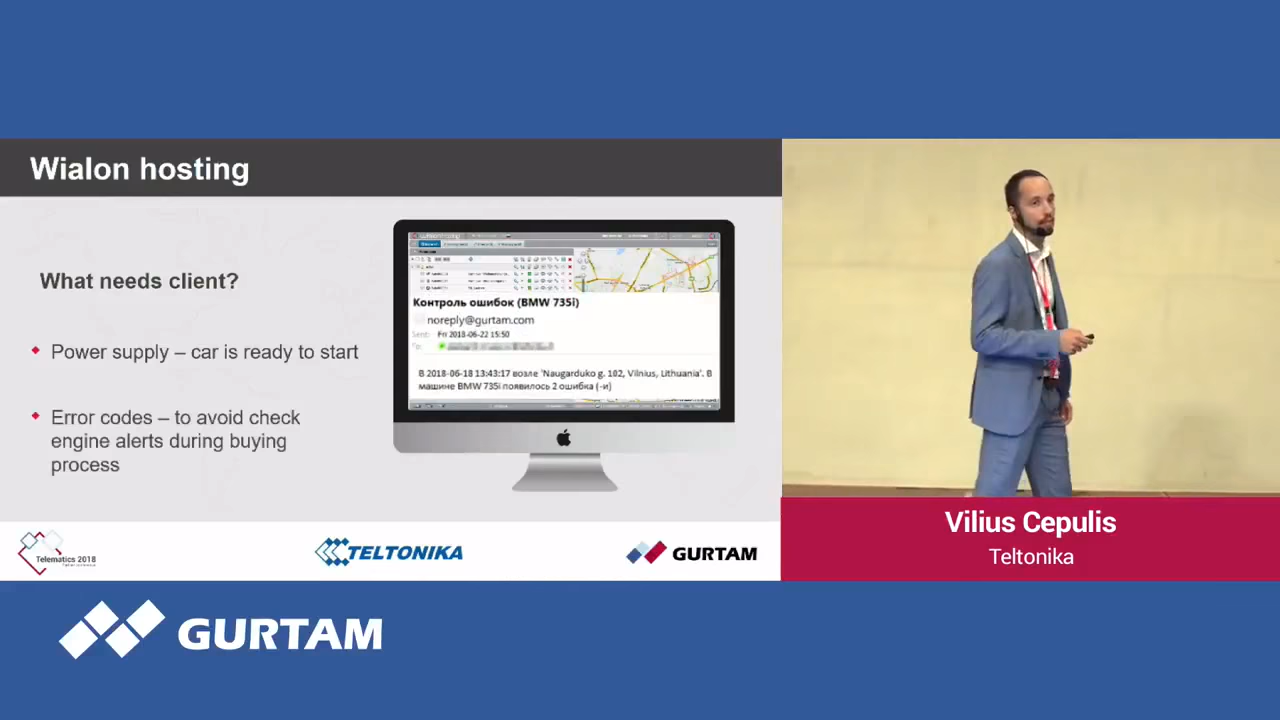 Wialon hosting
What needs client?
Power supply – car is ready to start
Error codes – to avoid check
engine alerts during buying
process
Контроль ошибок (BMW 735i)
noreply@gurtam.com
Sent: Fri 2018-06-22 15:50
To:
В 2018-06-18 13:43:17 возле 'Naugarduko g. 102, Vilnius, Lithuania'. В
машине BMW 735i появилось 2 ошибка (-и)
Telematics 2018
TELTONIKA
GURTAM
Vilius Cepulis
Teltonika
GURTAM